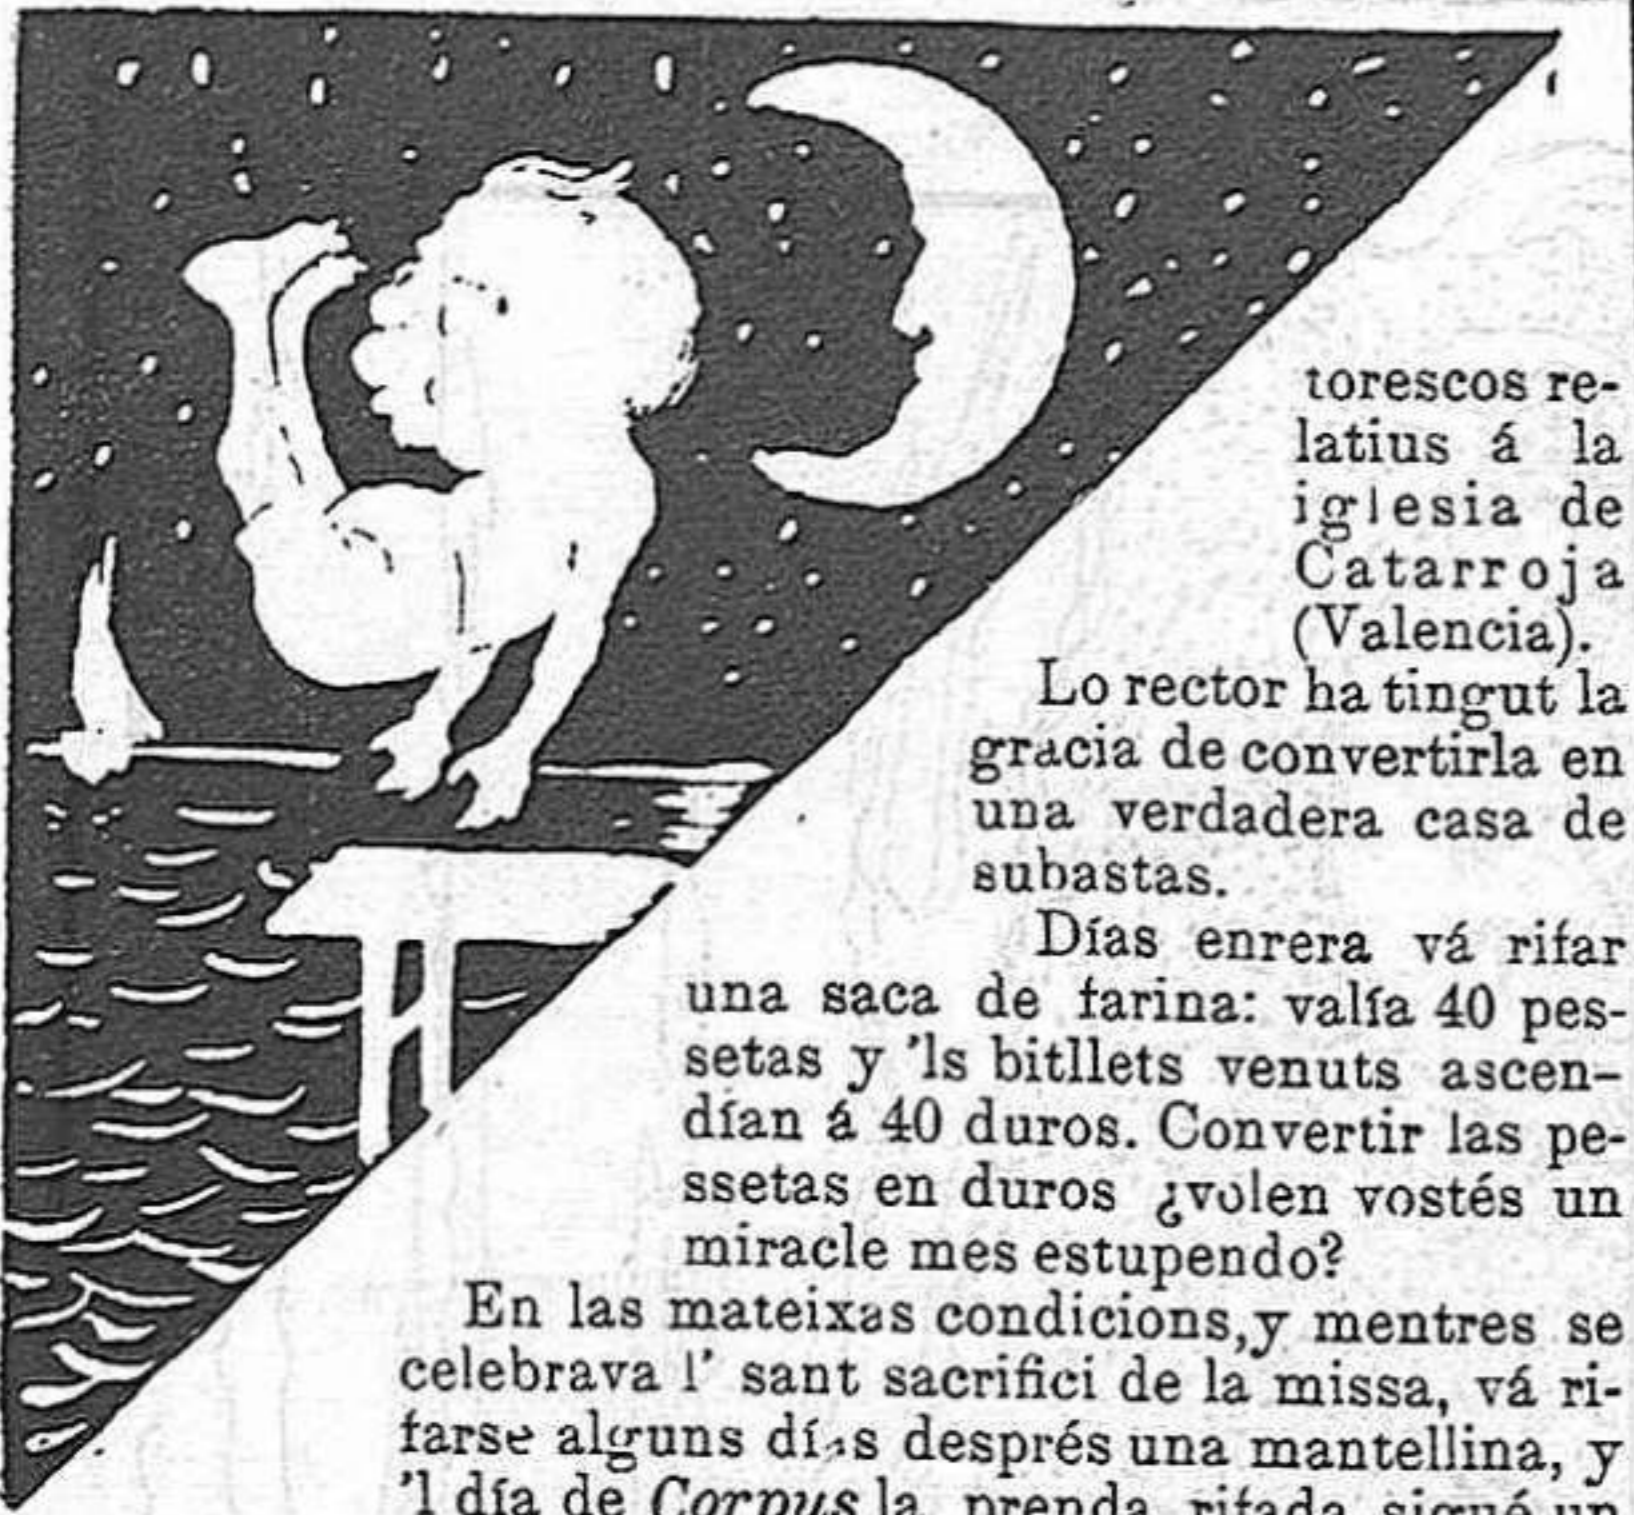 torescos re-
latius á la
iglesia de
Catarroja
(Valencia).
Lo rector ha tingut la
gracia de convertirla en
una verdadera casa de
subastas.
Días enrera vá rifar
una saca de farina: valía 40 pes-
setas y 'ls bitllets venuts ascen-
dían á 40 duros. Convertir las pe-
ssetas en duros ¿volen vostés un
miracle mes estupendo?
En las mateixas condicions, y mentres se
celebrava l' sant sacrifici de la missa, vá ri-
farse alguns días després una mantellina, y
'l día de Corpus la prenda rifada sigué un